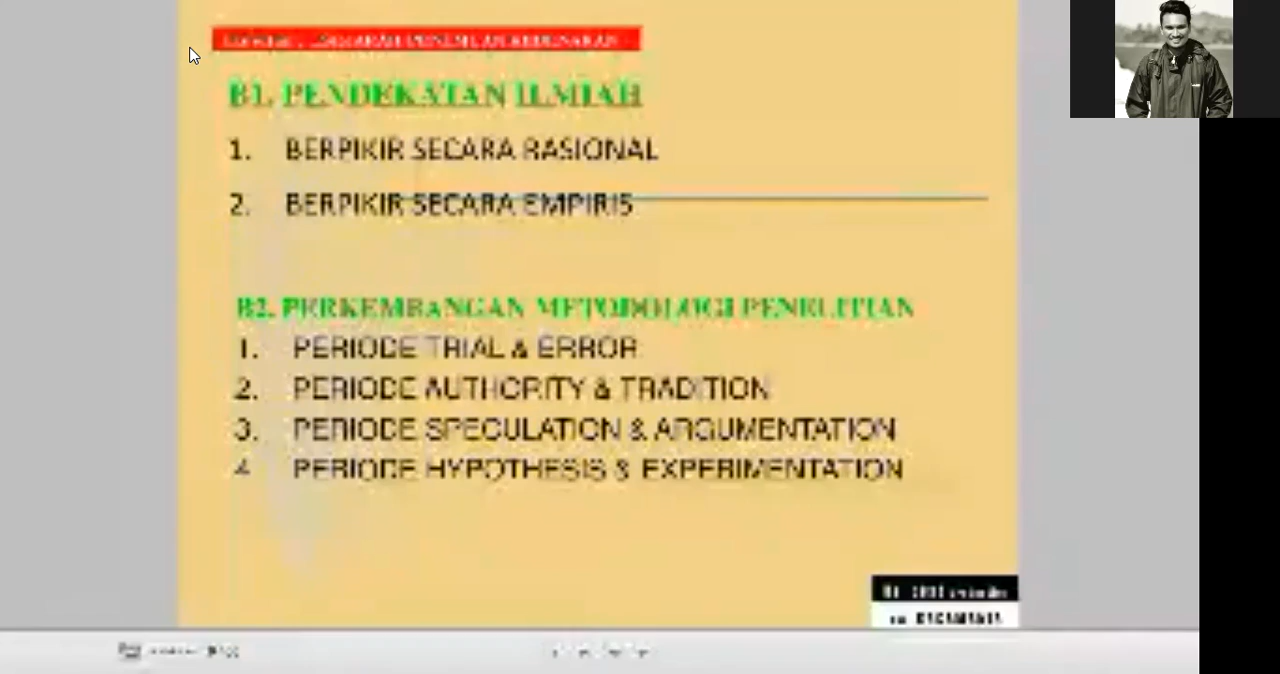 B1. PENDEKATAN ILMIAH
1. BERPIKIR SECARA RASIONAL
2. BERPIKIR SECARA EMPIRIS
B2. PERKEMBANGAN METODOLOGI PENELITIAN
1. PERIODE TRIAL & ERROR
2. PERIODE AUTHORITY & TRADITION
3. PERIODE SPECULATION & ARGUMENTATION
4 PERIODE HYPOTHESIS & EXPERIMENTATION